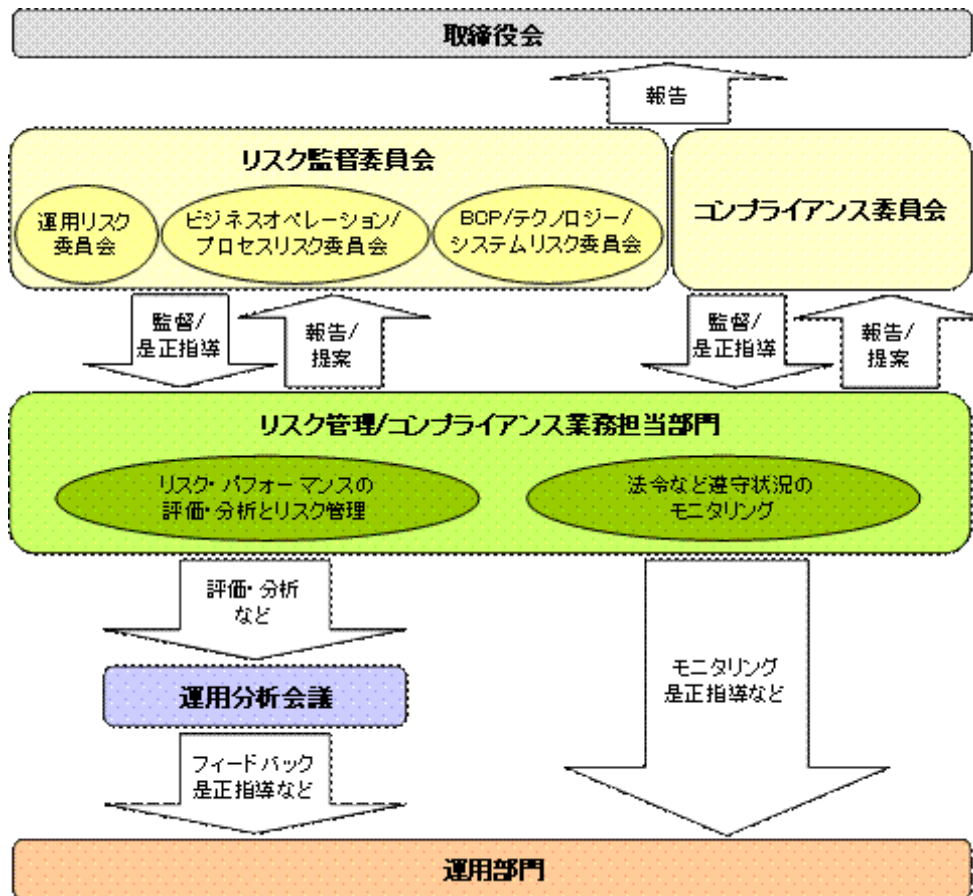 取締役会
報告
リスク監督委員会
運用リスク
委員会
ビジネスオペレーション/
プロセスリスク委員会
BCP/テクノロジー/
システムリスク委員会
コンプライアンス委員会
監督/
是正指導
報告/
提案
監督/
是正指導
報告/
提案
リスク管理/コンプライアンス業務担当部門
リスク・パフォーマンスの
評価・分析とリスク管理
法令など遵守状況の
モニタリング
評価・分析
など
運用分析会議
モニタリング
是正指導など
フィードバック
是正指導など
運用部門